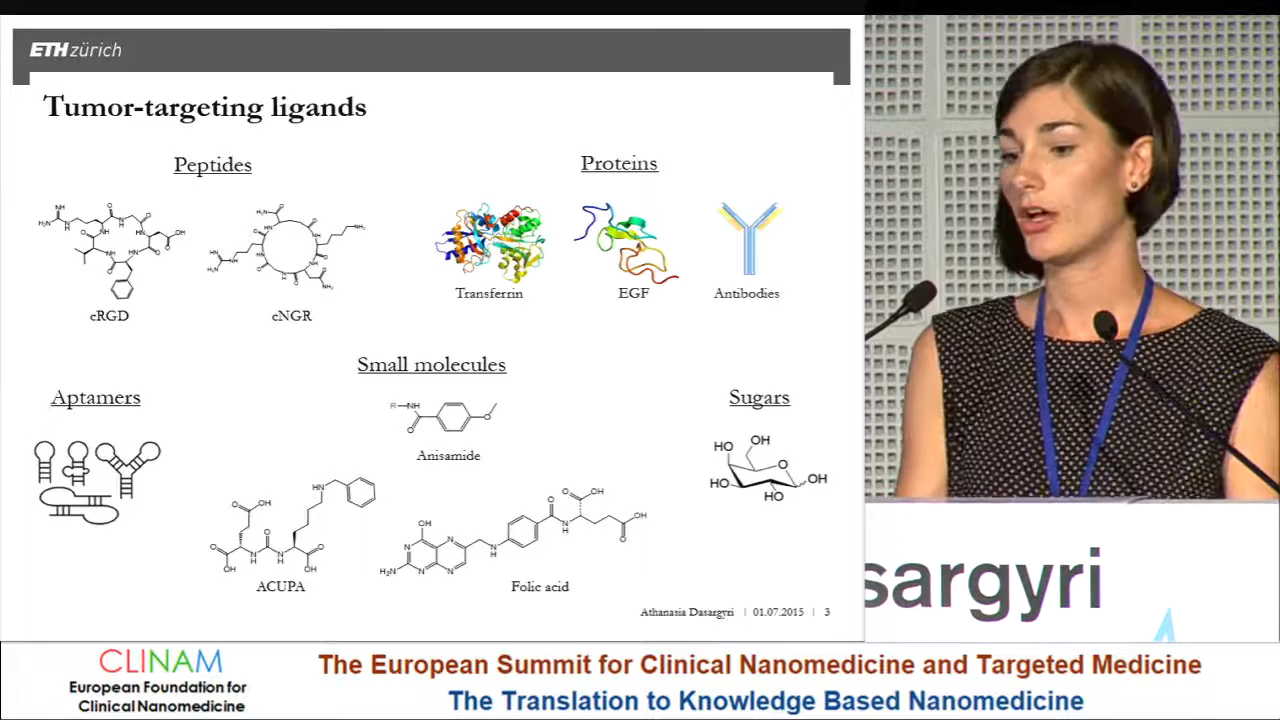 ETH zürich
Tumor-targeting ligands
Peptides
Proteins
cRGD
cNGR
Transferrin
EGF
Antibodies
Small molecules
Aptamers
Sugars
Anisamide
ACUPA
Folic acid
Athanasia Dasargyri | 01.07.2015 | 3
sargyri
CLINAM
European Foundation for
Clinical Nanomedicine
The European Summit for Clinical Nanomedicine and Targeted Medicine
The Translation to Knowledge Based Nanomedicine